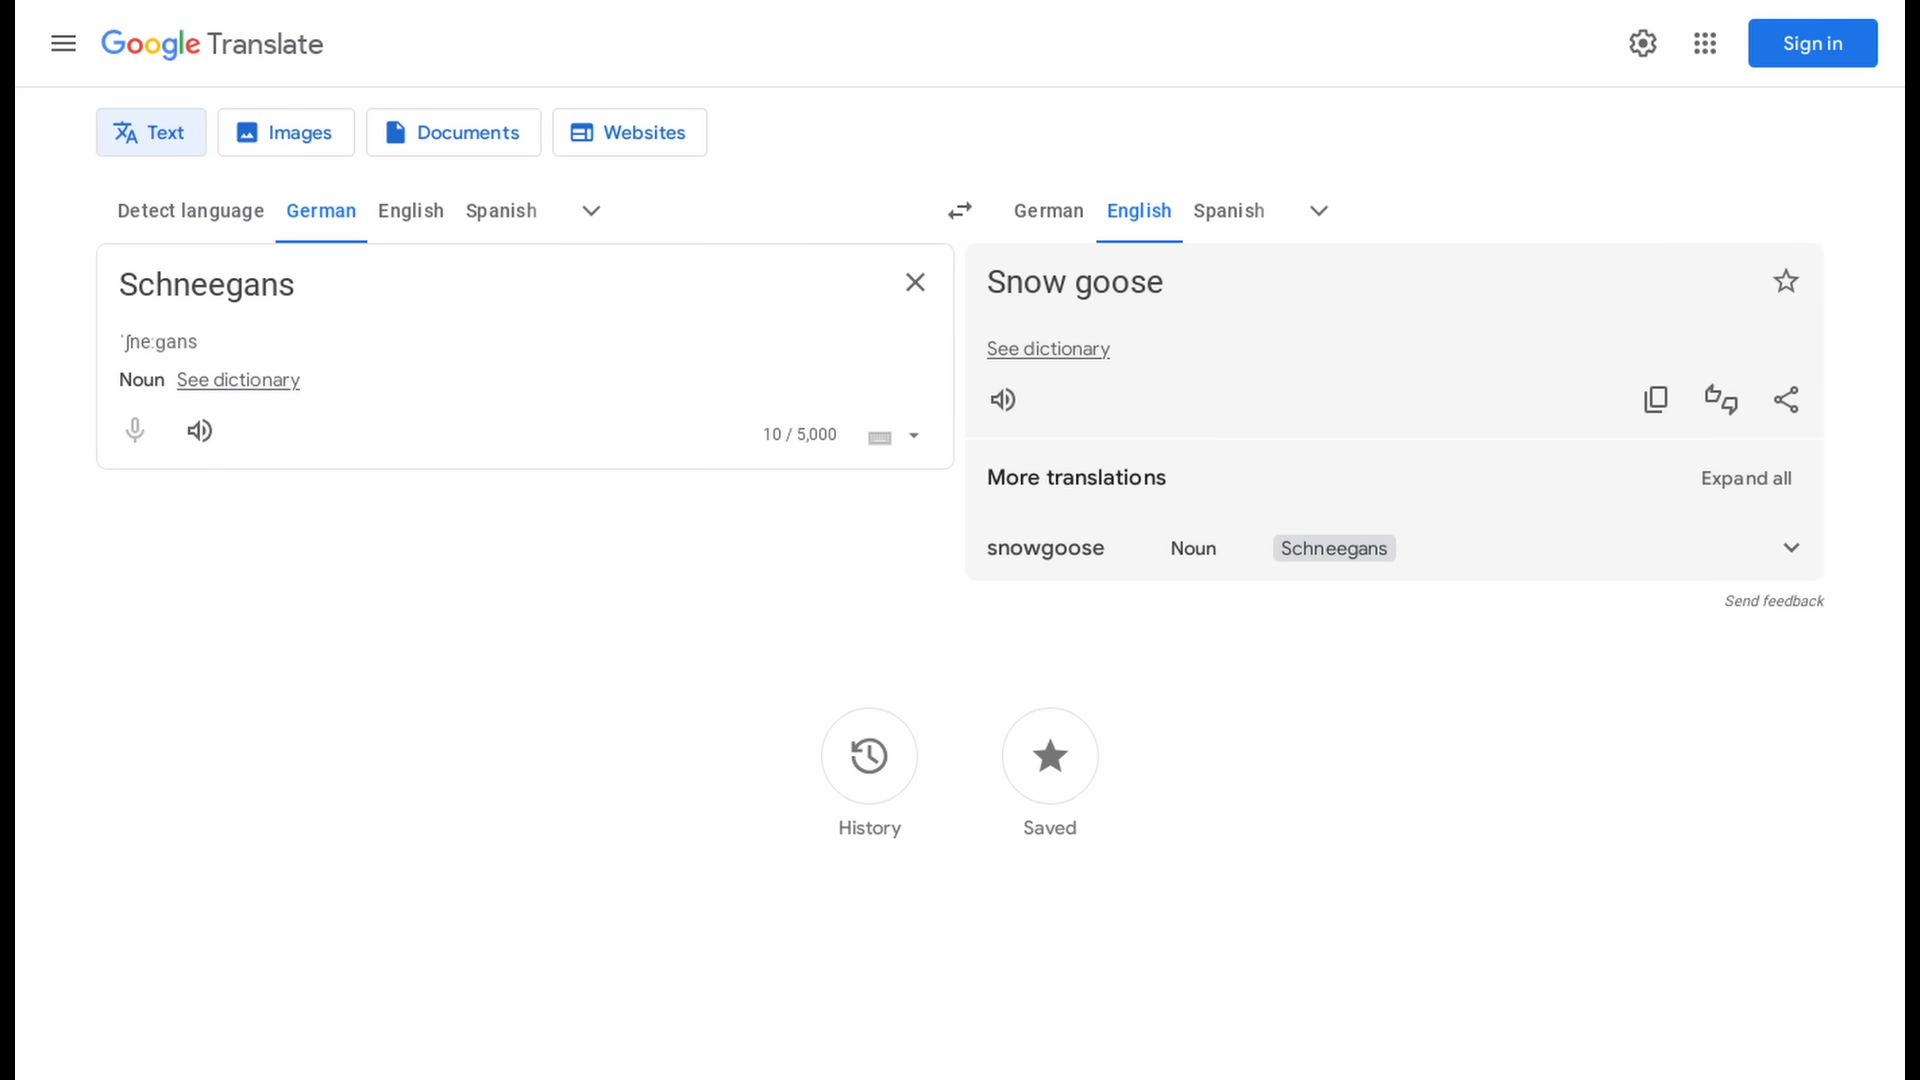 Google Translate
Sign in
Text
Images
Documents
Websites
Detect language
German
English
Spanish
German
English
Spanish
Schneegans
ˈʃneːɡans
Noun See dictionary
10 / 5,000
Snow goose
See dictionary
More translations
Expand all
snowgoose Noun Schneegans
Send feedback
History
Saved